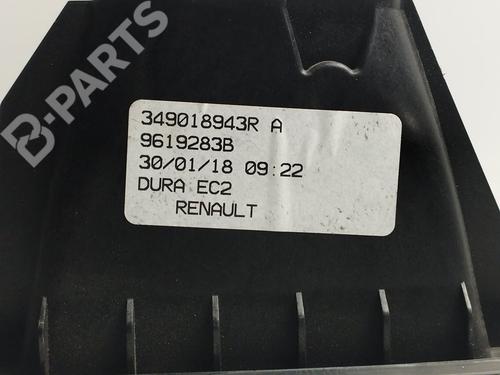 B-PARTS
349018943R A
9619283B
30/01/18 09:22
DURA EC2
RENAULT